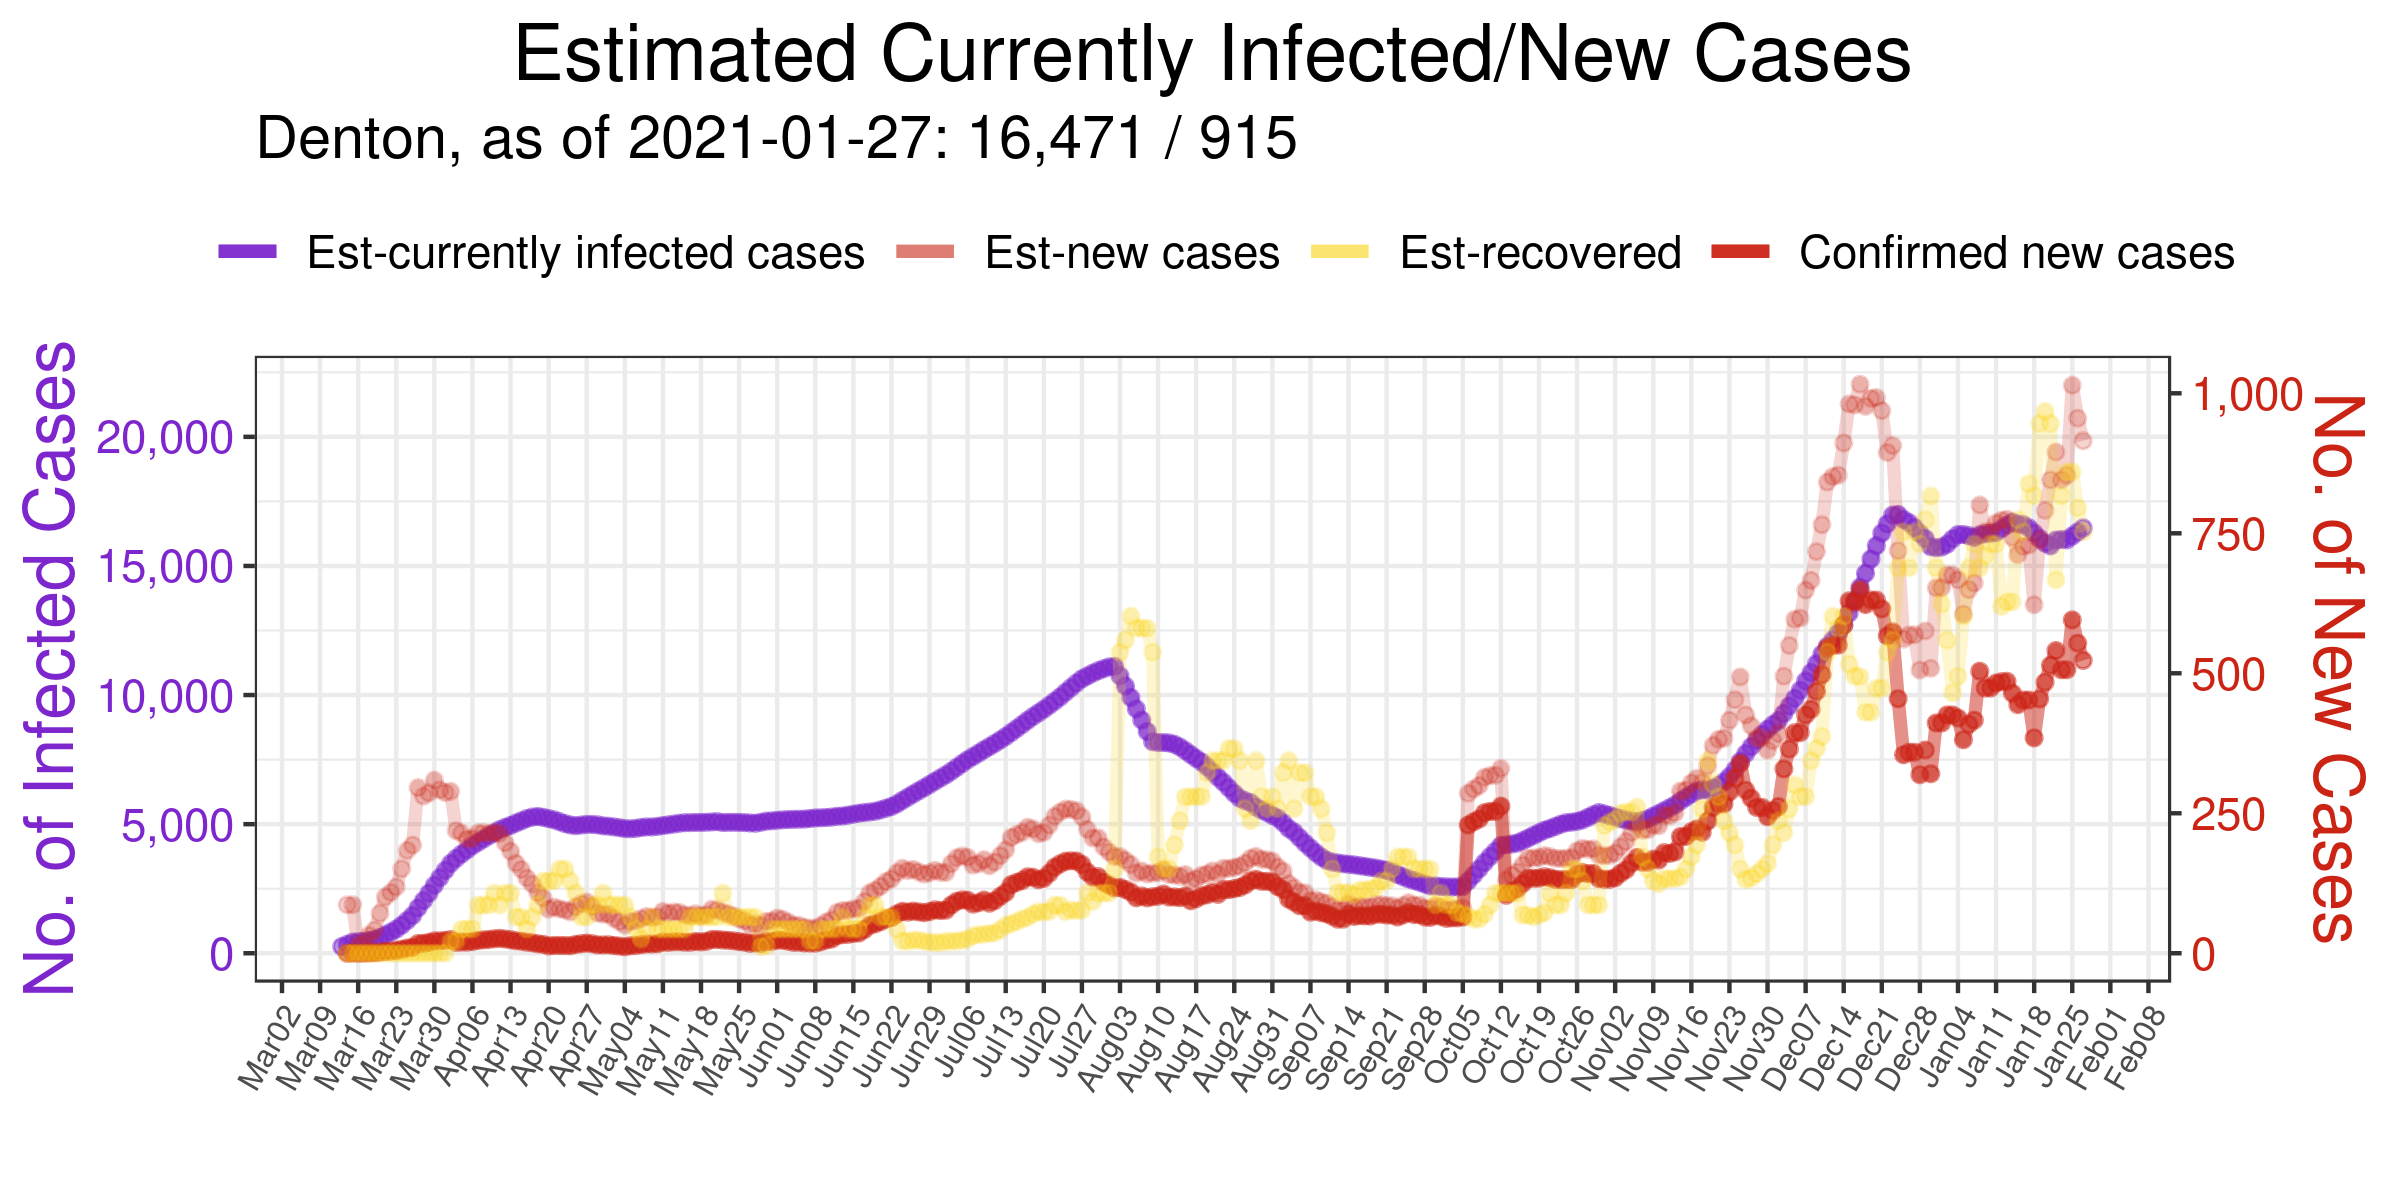 Estimated Currently Infected/New Cases
Denton, as of 2021-01-27: 16,471 / 915
Est-currently infected cases Est-new cases Est-recovered Confirmed new cases
No. of Infected Cases
20,000
15,000
10,000
5,000
0
1,000
750
500
250
0
No. of New Cases
Mar02 Mar09 Mar16 Mar23 Mar30 Apr06 Apr13 Apr20 Apr27 May04 May11 May18 May25 Jun01 Jun08 Jun15 Jun22 Jun29 Jul06 Jul13 Jul20 Jul27 Aug03 Aug10 Aug17 Aug24 Aug31 Sep07 Sep14 Sep21 Sep28 Oct05 Oct12 Oct19 Oct26 Nov02 Nov09 Nov16 Nov23 Nov30 Dec07 Dec14 Dec21 Dec28 Jan04 Jan11 Jan18 Jan25 Feb01 Feb08